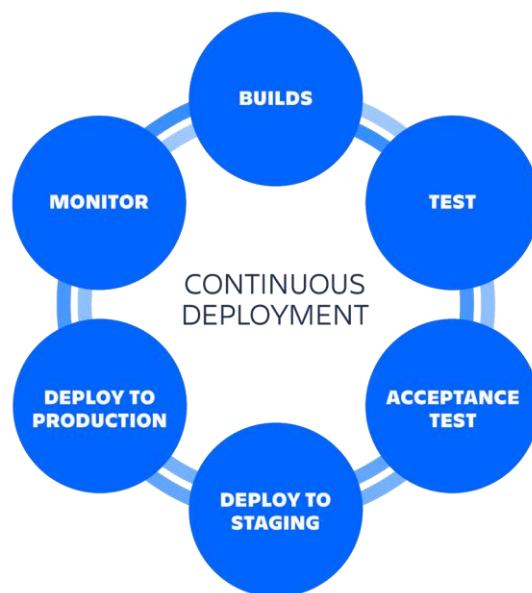 BUILDS
TEST
ACCEPTANCE
TEST
DEPLOY TO
STAGING
DEPLOY TO
PRODUCTION
MONITOR
CONTINUOUS
DEPLOYMENT